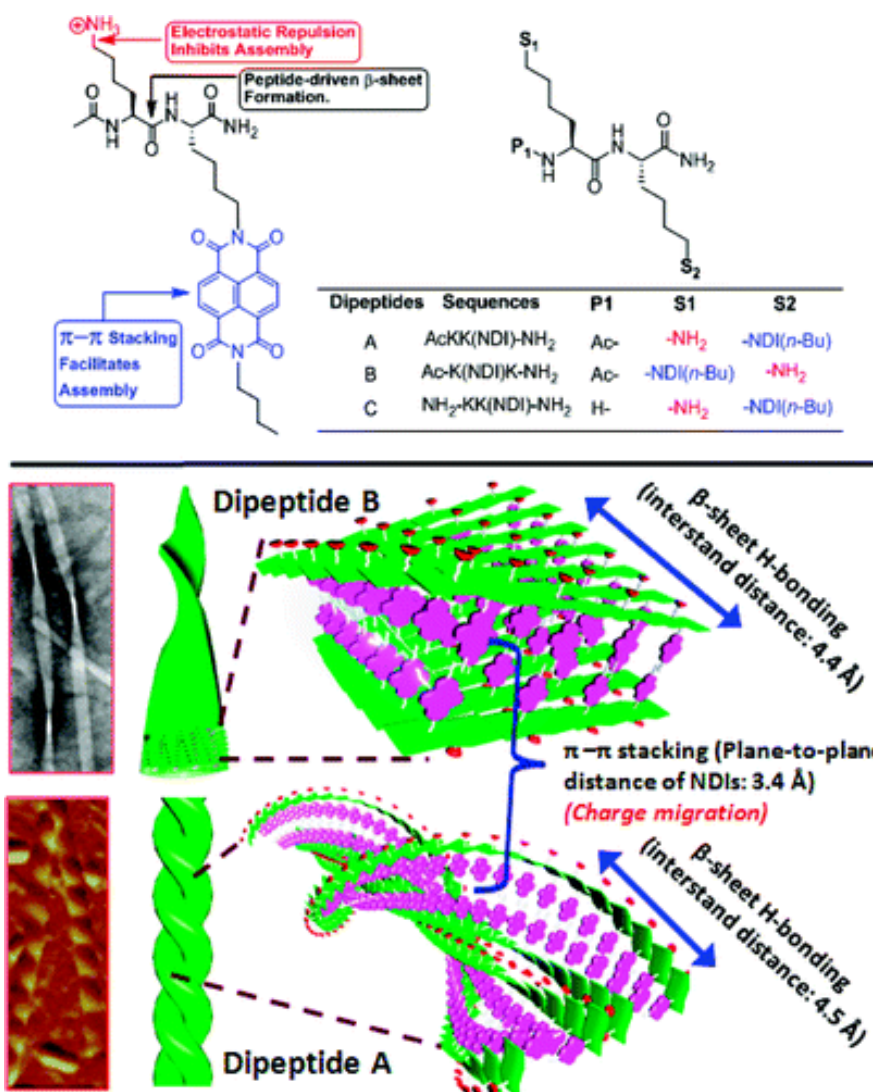 ⊕NH3
Electrostatic Repulsion
Inhibits Assembly
Peptide-driven β-sheet
Formation.
O
H
N
NH2
N
H
O
O
O
N
O
O
π−π Stacking
Facilitates
Assembly
O
N
O
S1
P1
N
H
O
H
N
O
NH2
S2
Dipeptides Sequences P1 S1 S2
A AcKK(NDI)-NH2 Ac- -NH2 -NDI(n-Bu)
B Ac-K(NDI)K-NH2 Ac- -NDI(n-Bu) -NH2
C NH2-KK(NDI)-NH2 H- -NH2 -NDI(n-Bu)
Dipeptide B
β-sheet H-bonding
(interstand distance: 4.4 Å)
π−π stacking (Plane-to-plan
distance of NDIs: 3.4 Å)
(Charge migration)
β-sheet H-bonding
(interstand distance: 4.5 Å)
Dipeptide A